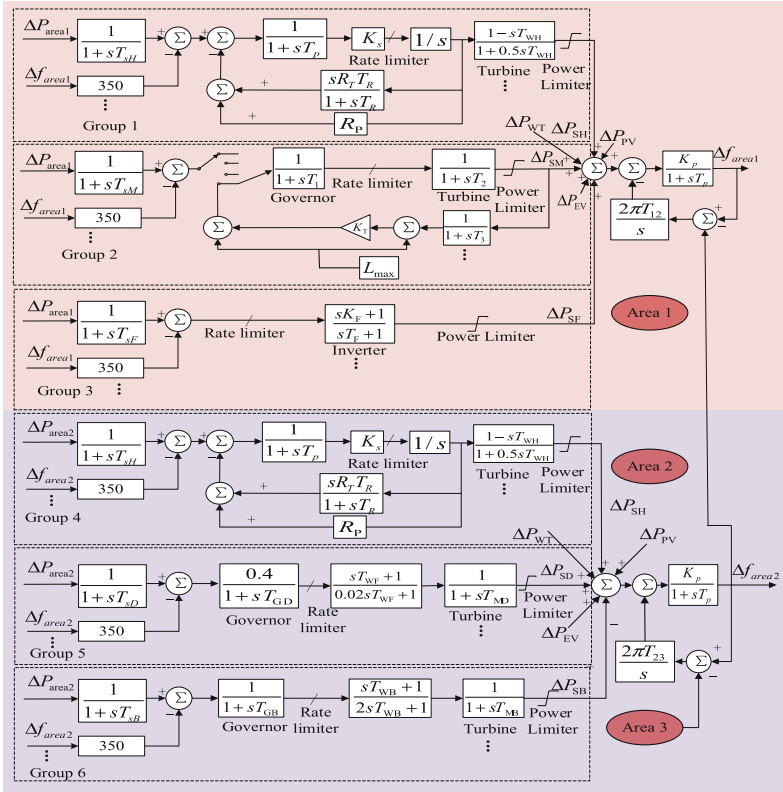 ΔP_area1
1
1+sT_sH
+
Σ
−
+
Σ
−
1
1+sT_p
K_s
1/s
Rate limiter
1−sT_WH
1+0.5sT_WH
Turbine
⋮
Power
Limiter
Δf_area1
350
⋮
Group 1
Σ
+
+
sR_T T_R
1+sT_R
R_P
ΔP_SH
ΔP_WT
ΔP_PV
ΔP_area1
1
1+sT_sM
+
Σ
−
1
1+sT_1
Governor
Rate limiter
1
1+sT_2
Turbine
⋮
Power
Limiter
ΔP_SM
+
+
+
+
+
+
Σ
ΔP_EV
Σ
−
K_p
1+sT_p
Δf_area1
2πT_12
s
Σ
+
−
Δf_area1
350
⋮
Group 2
Σ
K_T
Σ
1
1+sT_3
⋮
L_max
ΔP_area1
1
1+sT_sF
+
Σ
−
Rate limiter
sK_F+1
sT_F+1
Inverter
⋮
Power Limiter
ΔP_SF
Area 1
Δf_area1
350
⋮
Group 3
ΔP_area2
1
1+sT_sH
+
Σ
−
+
Σ
−
1
1+sT_p
K_s
1/s
Rate limiter
1−sT_WH
1+0.5sT_WH
Turbine
⋮
Power
Limiter
Area 2
Δf_area2
350
⋮
Group 4
Σ
+
+
sR_T T_R
1+sT_R
R_P
ΔP_SH
ΔP_WT
ΔP_PV
ΔP_area2
1
1+sT_sD
+
Σ
−
0.4
1+sT_GD
Governor
Rate
limiter
sT_WF+1
0.02sT_WF+1
1
1+sT_MD
Turbine
⋮
Power
Limiter
ΔP_SD
+
+
+
+
+
−
Σ
ΔP_EV
Σ
K_p
1+sT_p
Δf_area2
2πT_23
s
Σ
+
−
Δf_area2
350
⋮
Group 5
ΔP_area2
1
1+sT_sB
+
Σ
−
1
1+sT_GB
Governor
Rate
limiter
sT_WB+1
2sT_WB+1
1
1+sT_MB
Turbine
⋮
Power
Limiter
ΔP_SB
Area 3
Δf_area2
350
⋮
Group 6